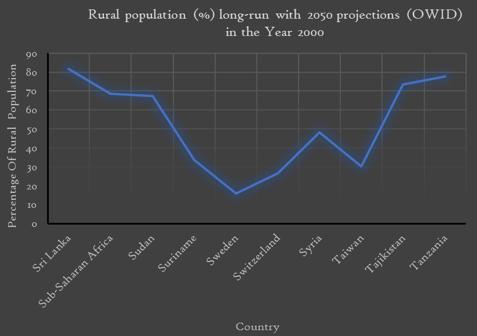 Rural population (%) long-run with 2050 projections (OWID)
in the Year 2000
Percentage Of Rural Population
90
80
70
60
50
40
30
20
10
0
Sri Lanka
Sub-Saharan Africa
Sudan
Suriname
Sweden
Switzerland
Syria
Taiwan
Tajikistan
Tanzania
Country